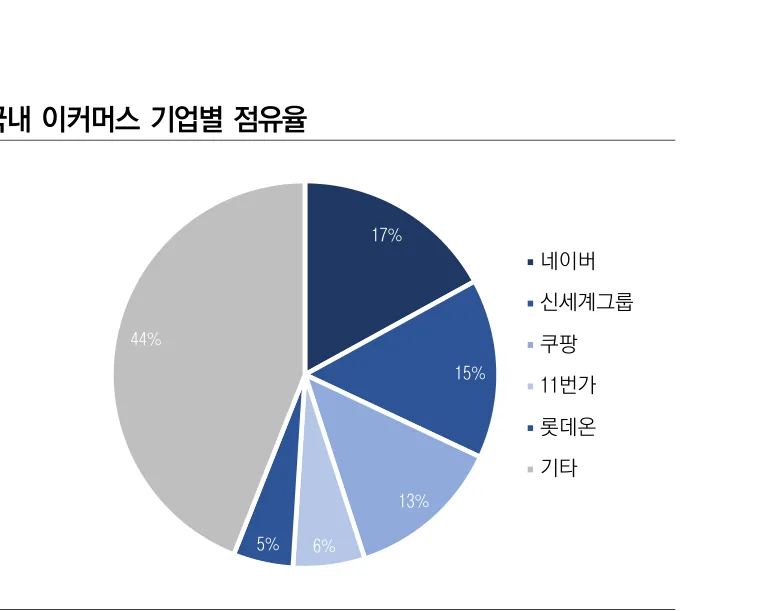 내 이커머스 기업별 점유율
17%
네이버
신세계그룹
44%
쿠팡
15%
11번가
롯데온
기타
13%
5%
6%